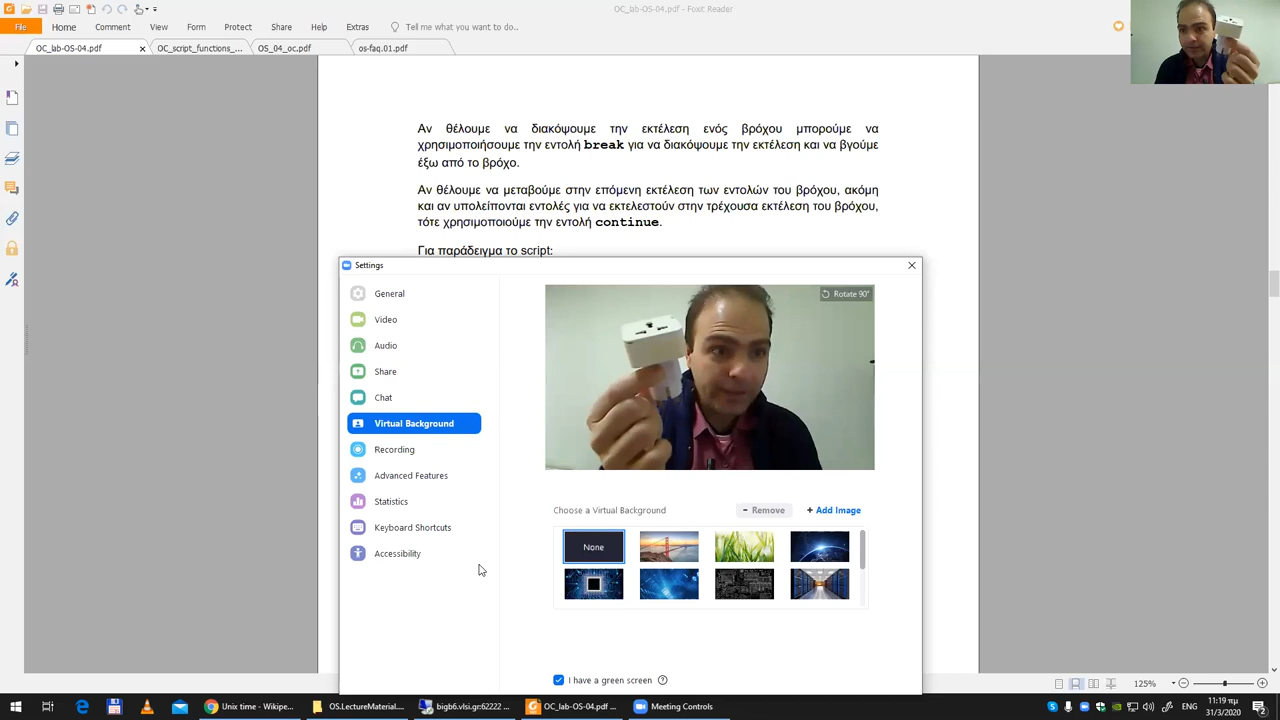 OC_lab-OS-04.pdf - Foxit Reader
File Home Comment View Form Protect Share Help Extras Tell me what you want to do...
OC_lab-OS-04.pdf OC_script_functions_... OS_04_oc.pdf os-faq.01.pdf
Αν θέλουμε να διακόψουμε την εκτέλεση ενός βρόχου μπορούμε να
χρησιμοποιήσουμε την εντολή break για να διακόψουμε την εκτέλεση και να βγούμε
έξω από το βρόχο.
Αν θέλουμε να μεταβούμε στην επόμενη εκτέλεση των εντολών του βρόχου, ακόμη
και αν υπολείπονται εντολές για να εκτελεστούν στην τρέχουσα εκτέλεση του βρόχου,
τότε χρησιμοποιούμε την εντολή continue.
Για παράδειγμα το script:
Settings
General
Video
Audio
Share
Chat
Virtual Background
Recording
Advanced Features
Statistics
Keyboard Shortcuts
Accessibility
Rotate 90°
Choose a Virtual Background - Remove + Add Image
None
I have a green screen
125%
Unix time - Wikipe... OS.LectureMaterial.... bigb6.vlsi.gr:62222 ... OC_lab-OS-04.pdf ... Meeting Controls
11:19 πμ
31/3/2020